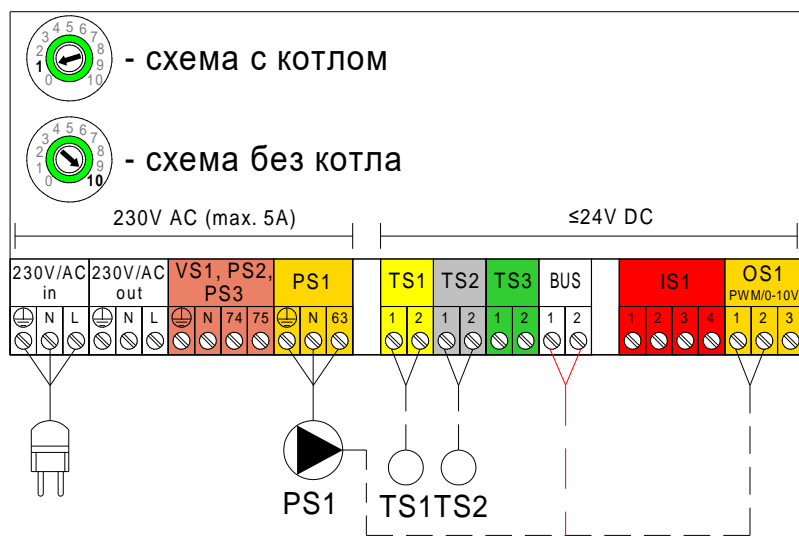 0 1 2 3 4 5 6 7 8 9 10
- схема с котлом
0 1 2 3 4 5 6 7 8 9 10
- схема без котла
230V AC (max. 5A)
≤24V DC
230V/AC in
230V/AC out
VS1, PS2, PS3
PS1
TS1
TS2
TS3
BUS
IS1
OS1
PWM/0-10V
N L N L N 74 75 N 63 1 2 1 2 1 2 1 2 1 2 3 4 1 2 3
PS1
TS1 TS2